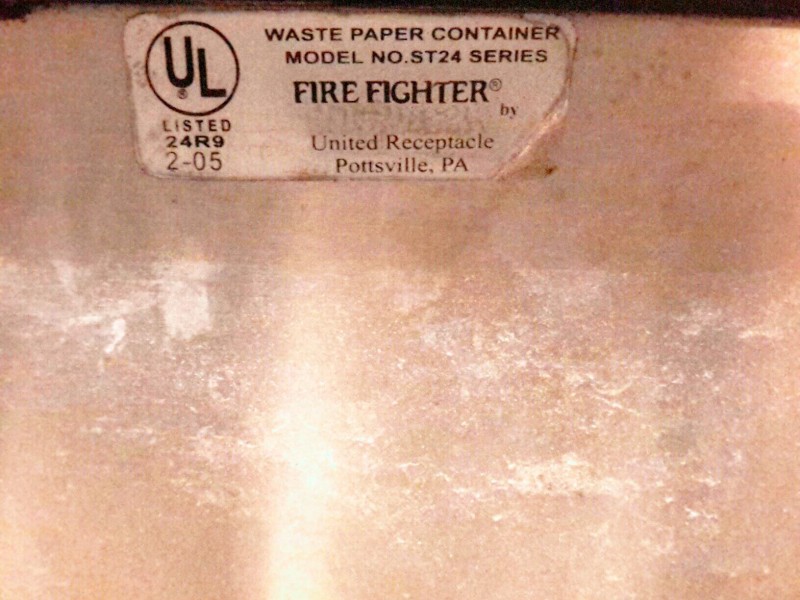 UL
®
LISTED
24R9
2-05
WASTE PAPER CONTAINER
MODEL NO.ST24 SERIES
FIRE FIGHTER®
by
United Receptacle
Pottsville, PA